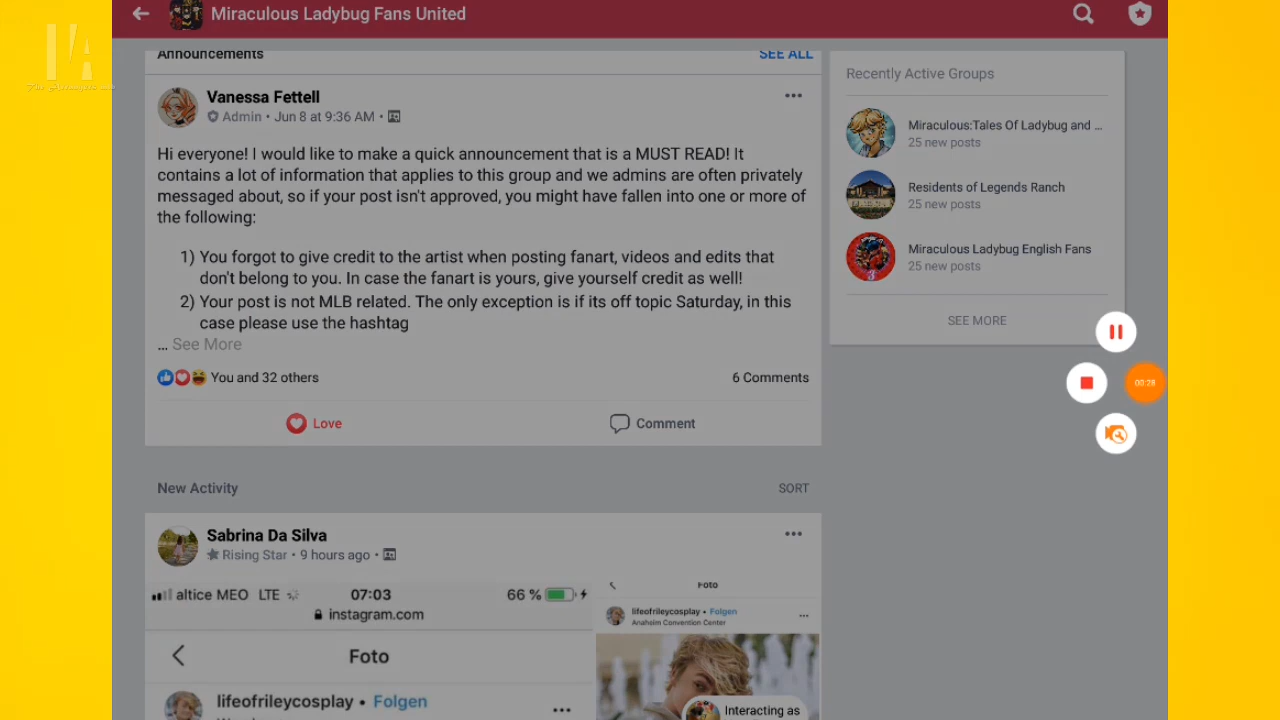 Miraculous Ladybug Fans United
Announcements
SEE ALL
Vanessa Fettell
Admin • Jun 8 at 9:36 AM •
Hi everyone! I would like to make a quick announcement that is a MUST READ! It
contains a lot of information that applies to this group and we admins are often privately
messaged about, so if your post isn't approved, you might have fallen into one or more of
the following:
1) You forgot to give credit to the artist when posting fanart, videos and edits that
don't belong to you. In case the fanart is yours, give yourself credit as well!
2) Your post is not MLB related. The only exception is if its off topic Saturday, in this
case please use the hashtag
... See More
You and 32 others
6 Comments
Love
Comment
New Activity
SORT
Sabrina Da Silva
Rising Star • 9 hours ago •
altice MEO LTE
07:03
66 %
instagram.com
Foto
lifeofrileycosplay • Folgen
Foto
lifeofrileycosplay • Folgen
Anaheim Convention Center
Interacting as
Recently Active Groups
Miraculous:Tales Of Ladybug and ...
25 new posts
Residents of Legends Ranch
25 new posts
Miraculous Ladybug English Fans
25 new posts
SEE MORE
00:28